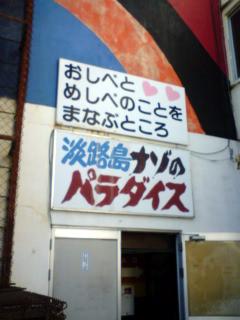 おしべと
めしべのことを
まなぶところ
淡路島ナゾの
パラダイス